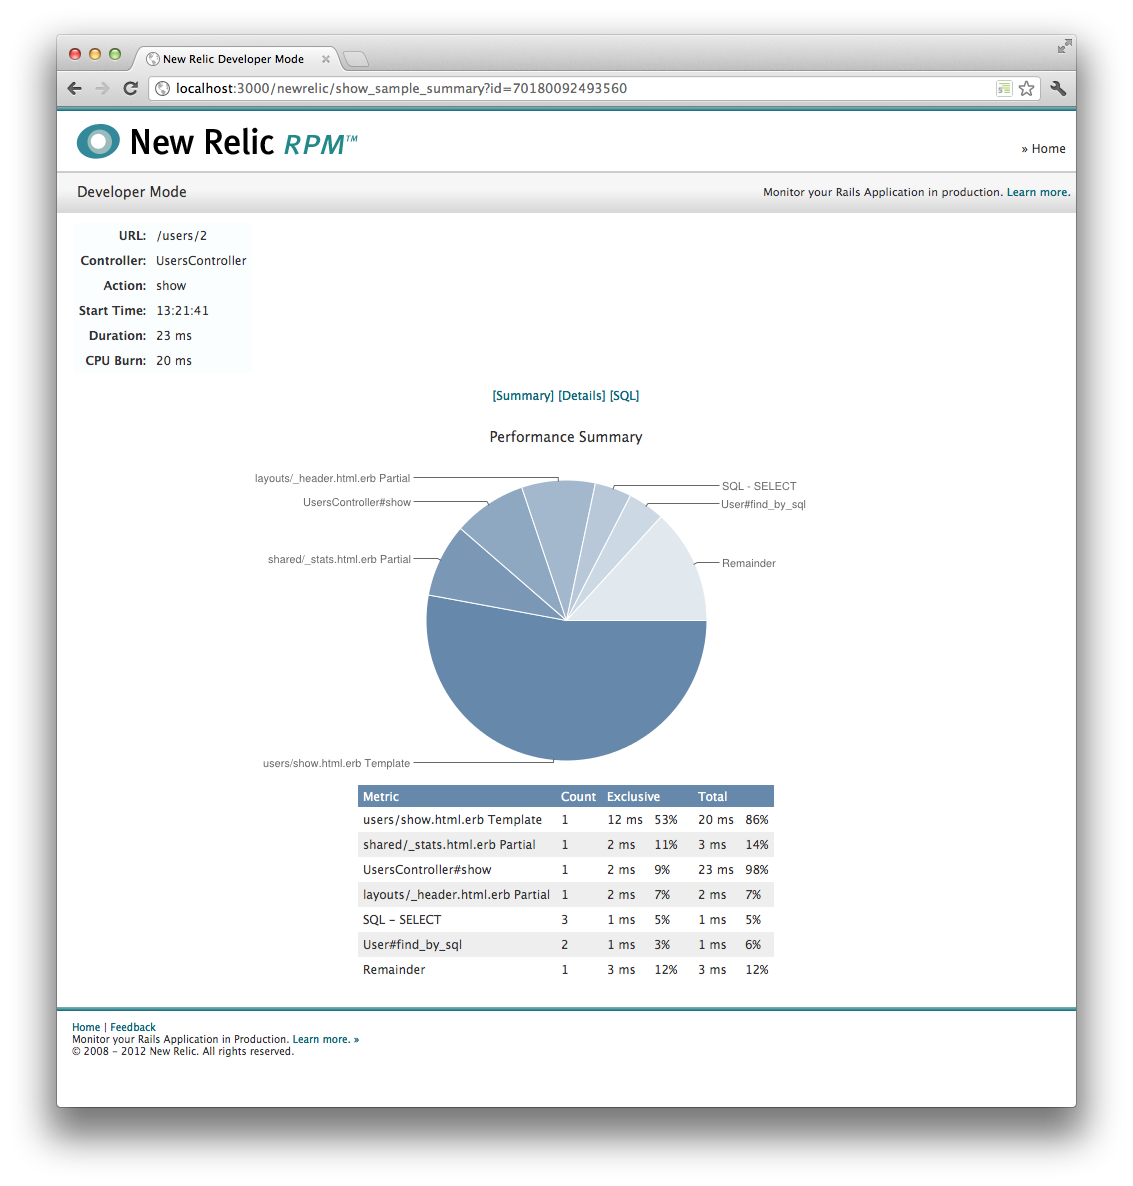 New Relic Developer Mode
localhost:3000/newrelic/show_sample_summary?id=70180092493560
New Relic RPM™
» Home
Developer Mode
Monitor your Rails Application in production. Learn more.
URL: /users/2
Controller: UsersController
Action: show
Start Time: 13:21:41
Duration: 23 ms
CPU Burn: 20 ms
[Summary] [Details] [SQL]
Performance Summary
layouts/_header.html.erb Partial
SQL - SELECT
UsersController#show
User#find_by_sql
shared/_stats.html.erb Partial
Remainder
users/show.html.erb Template
Metric Count Exclusive Total
users/show.html.erb Template 1 12 ms 53% 20 ms 86%
shared/_stats.html.erb Partial 1 2 ms 11% 3 ms 14%
UsersController#show 1 2 ms 9% 23 ms 98%
layouts/_header.html.erb Partial 1 2 ms 7% 2 ms 7%
SQL - SELECT 3 1 ms 5% 1 ms 5%
User#find_by_sql 2 1 ms 3% 1 ms 6%
Remainder 1 3 ms 12% 3 ms 12%
Home | Feedback
Monitor your Rails Application in Production. Learn more. »
© 2008 - 2012 New Relic. All rights reserved.